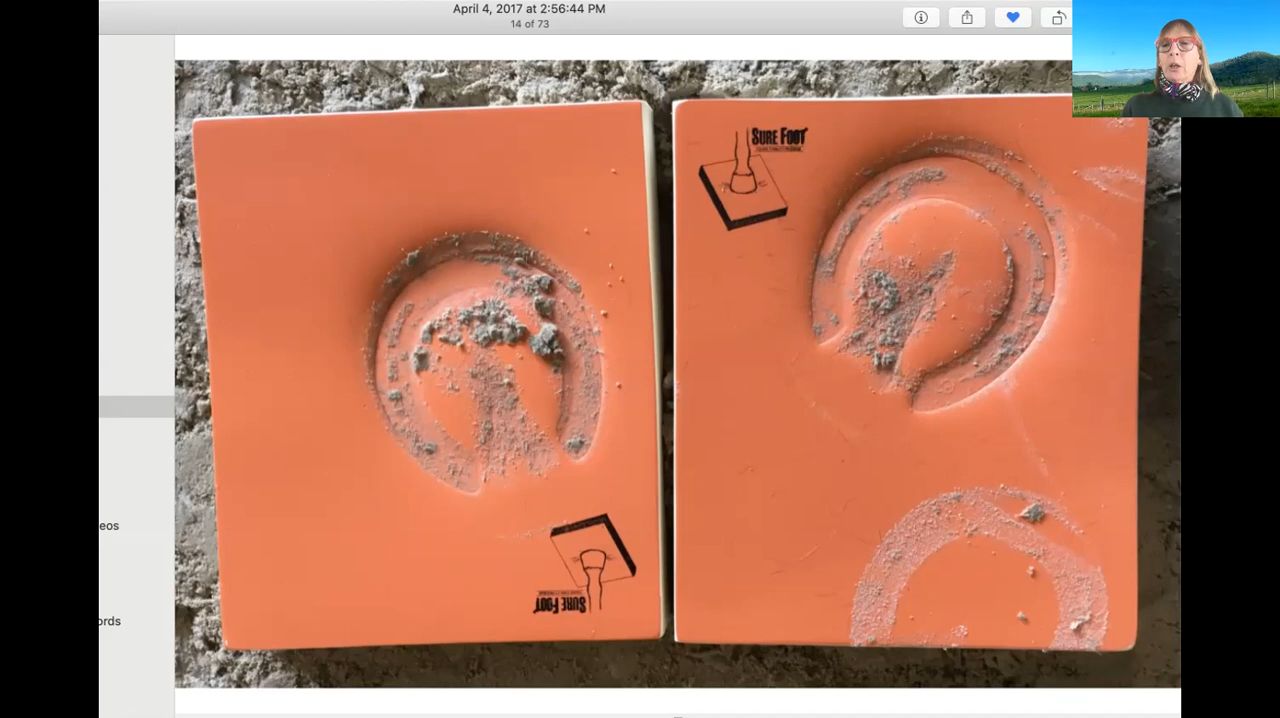 April 4, 2017 at 2:56:44 PM
14 of 73
SURE FOOT
eos
SURE FOOT
ords